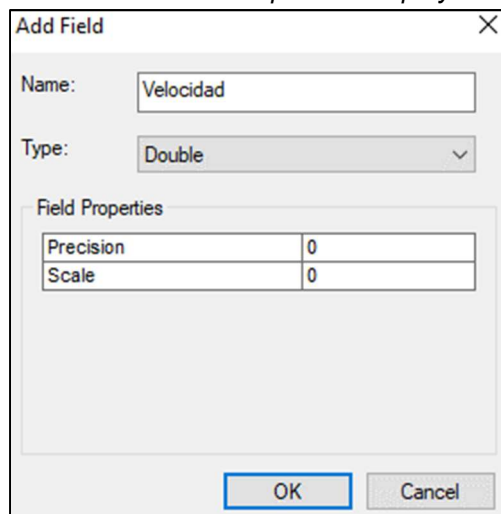 Add Field
Name: Velocidad
Type: Double
Field Properties
Precision 0
Scale 0
OK Cancel